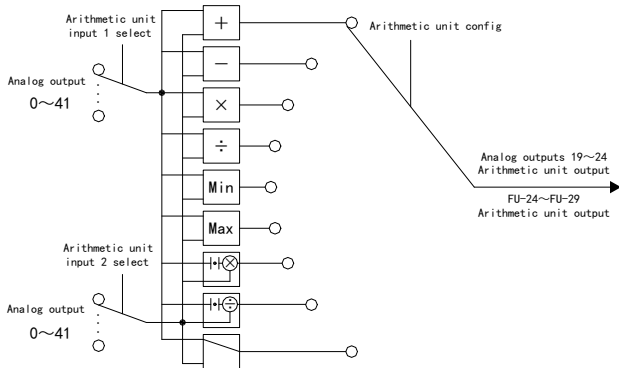 Arithmetic unit
input 1 select
Analog output
0～41
+
−
×
÷
Min
Max
|•|⊗
|•|⊕
Arithmetic unit config
Analog outputs 19～24
Arithmetic unit output
FU-24～FU-29
Arithmetic unit output
Arithmetic unit
input 2 select
Analog output
0～41